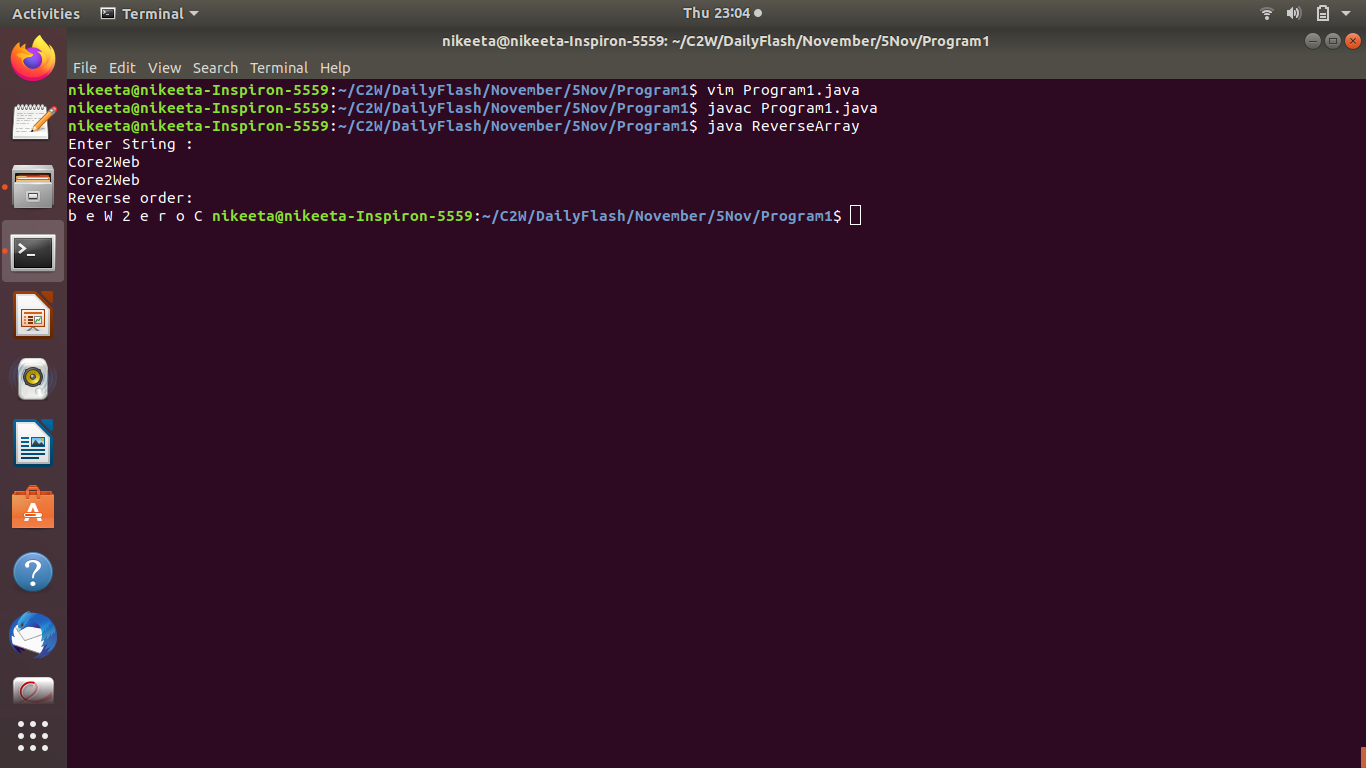 Activities Terminal Thu 23:04
nikeeta@nikeeta-Inspiron-5559: ~/C2W/DailyFlash/November/5Nov/Program1
File Edit View Search Terminal Help
nikeeta@nikeeta-Inspiron-5559:~/C2W/DailyFlash/November/5Nov/Program1$ vim Program1.java
nikeeta@nikeeta-Inspiron-5559:~/C2W/DailyFlash/November/5Nov/Program1$ javac Program1.java
nikeeta@nikeeta-Inspiron-5559:~/C2W/DailyFlash/November/5Nov/Program1$ java ReverseArray
Enter String :
Core2Web
Core2Web
Reverse order:
b e W 2 e r o C nikeeta@nikeeta-Inspiron-5559:~/C2W/DailyFlash/November/5Nov/Program1$